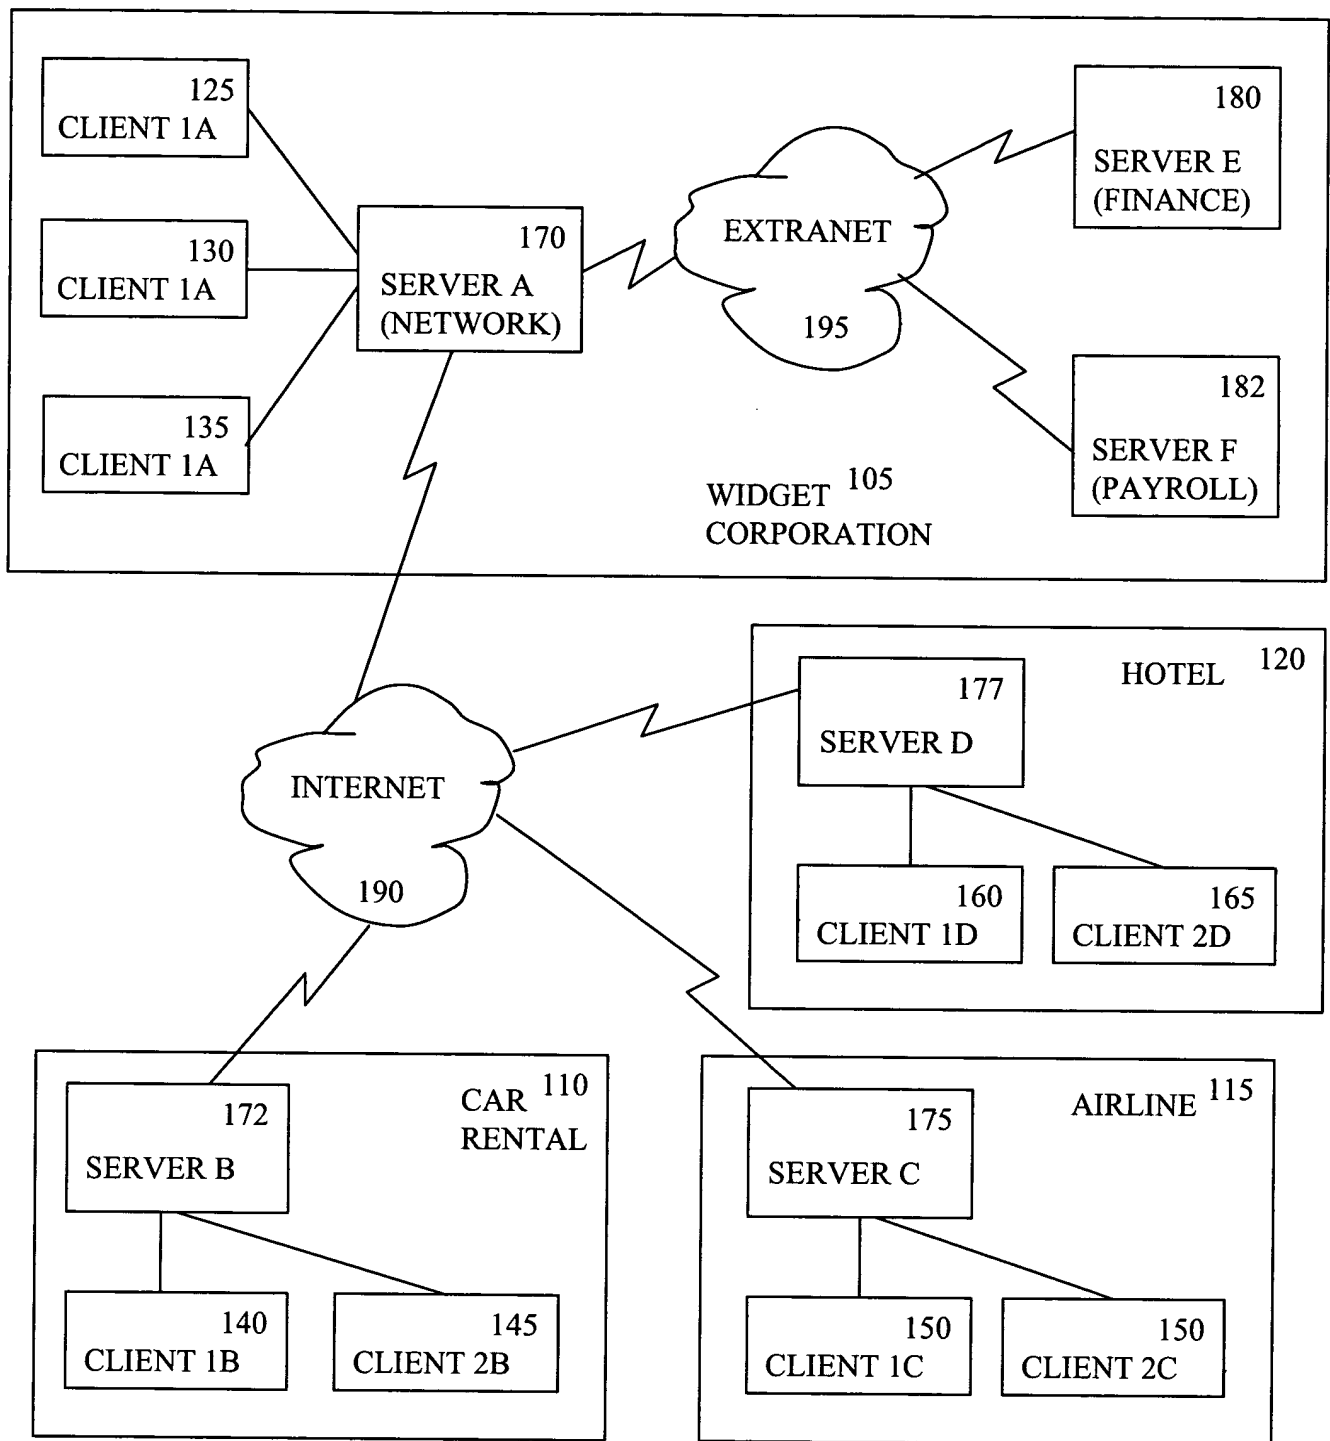 125
CLIENT 1A
130
CLIENT 1A
135
CLIENT 1A
170
SERVER A
(NETWORK)
EXTRANET
195
180
SERVER E
(FINANCE)
182
SERVER F
(PAYROLL)
WIDGET 105
CORPORATION
INTERNET
190
HOTEL 120
177
SERVER D
160
CLIENT 1D
165
CLIENT 2D
CAR 110
RENTAL
172
SERVER B
140
CLIENT 1B
145
CLIENT 2B
AIRLINE 115
175
SERVER C
150
CLIENT 1C
150
CLIENT 2C